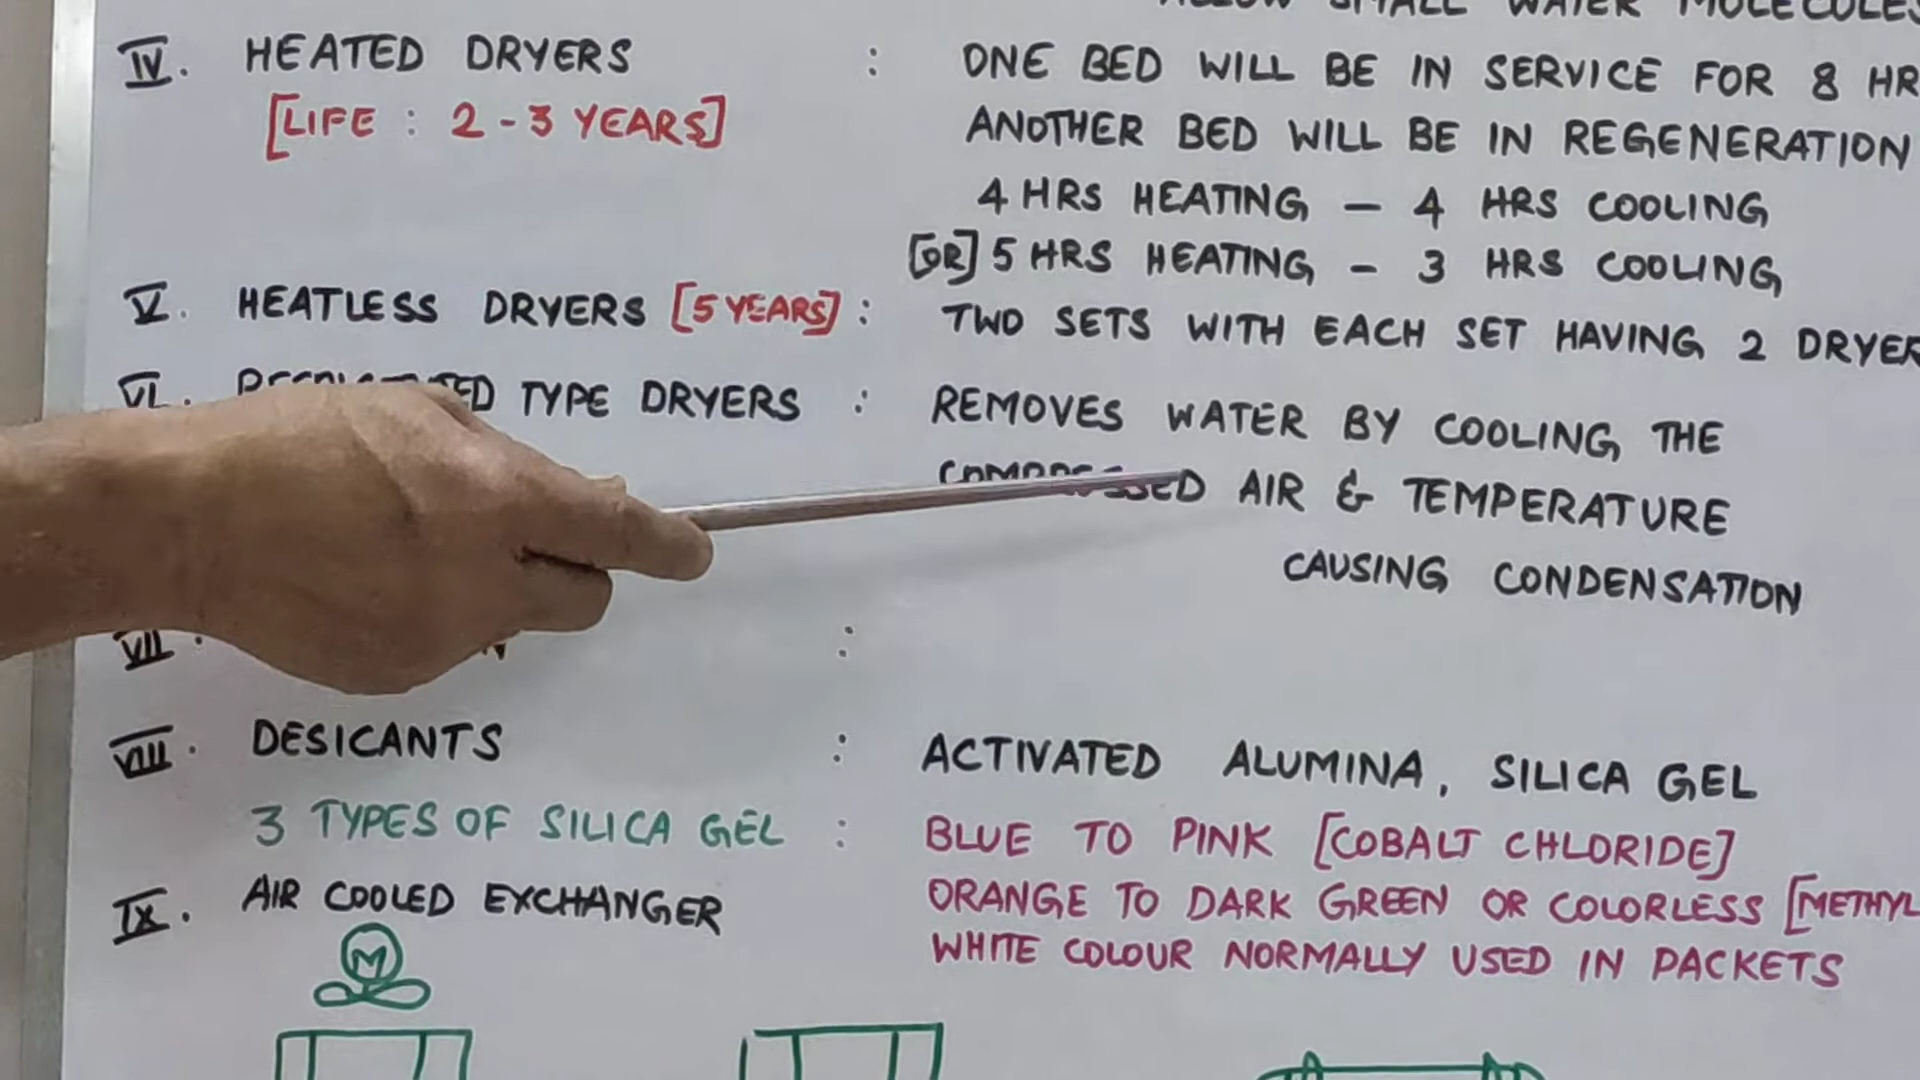 SMALL WATER MOLECULES
IV. HEATED DRYERS : ONE BED WILL BE IN SERVICE FOR 8 HR
[LIFE : 2-3 YEARS] ANOTHER BED WILL BE IN REGENERATION
4 HRS HEATING — 4 HRS COOLING
[OR] 5 HRS HEATING — 3 HRS COOLING
V. HEATLESS DRYERS [5 YEARS] : TWO SETS WITH EACH SET HAVING 2 DRYER
VI. TYPE DRYERS : REMOVES WATER BY COOLING THE
COMPRESSED AIR & TEMPERATURE
CAUSING CONDENSATION
VII. :
VIII. DESICANTS : ACTIVATED ALUMINA, SILICA GEL
3 TYPES OF SILICA GEL : BLUE TO PINK [COBALT CHLORIDE]
ORANGE TO DARK GREEN OR COLORLESS [METHYL
IX. AIR COOLED EXCHANGER
WHITE COLOUR NORMALLY USED IN PACKETS
M